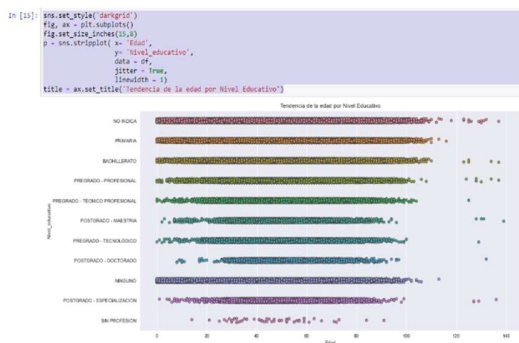 In [15]: sns.set_style('darkgrid')
fig, ax = plt.subplots()
fig.set_size_inches(15,8)
p = sns.stripplot( x= 'Edad',
y= 'Nivel_educativo',
data = df,
jitter = True,
linewidth = 1)
title = ax.set_title('Tendencia de la edad por Nivel Educativo')
Tendencia de la edad por Nivel Educativo
NO INDICA
PRIMARIA
BACHILLERATO
PREGRADO - PROFESIONAL
PREGRADO - TECNICO PROFESIONAL
POSTGRADO - MAESTRIA
PREGRADO - TECNOLÓGICO
POSTGRADO - DOCTORADO
NINGUNO
POSTGRADO - ESPECIALIZACION
SIN PROFESION
Nivel_educativo
0 20 40 60 80 100 120 140
Edad